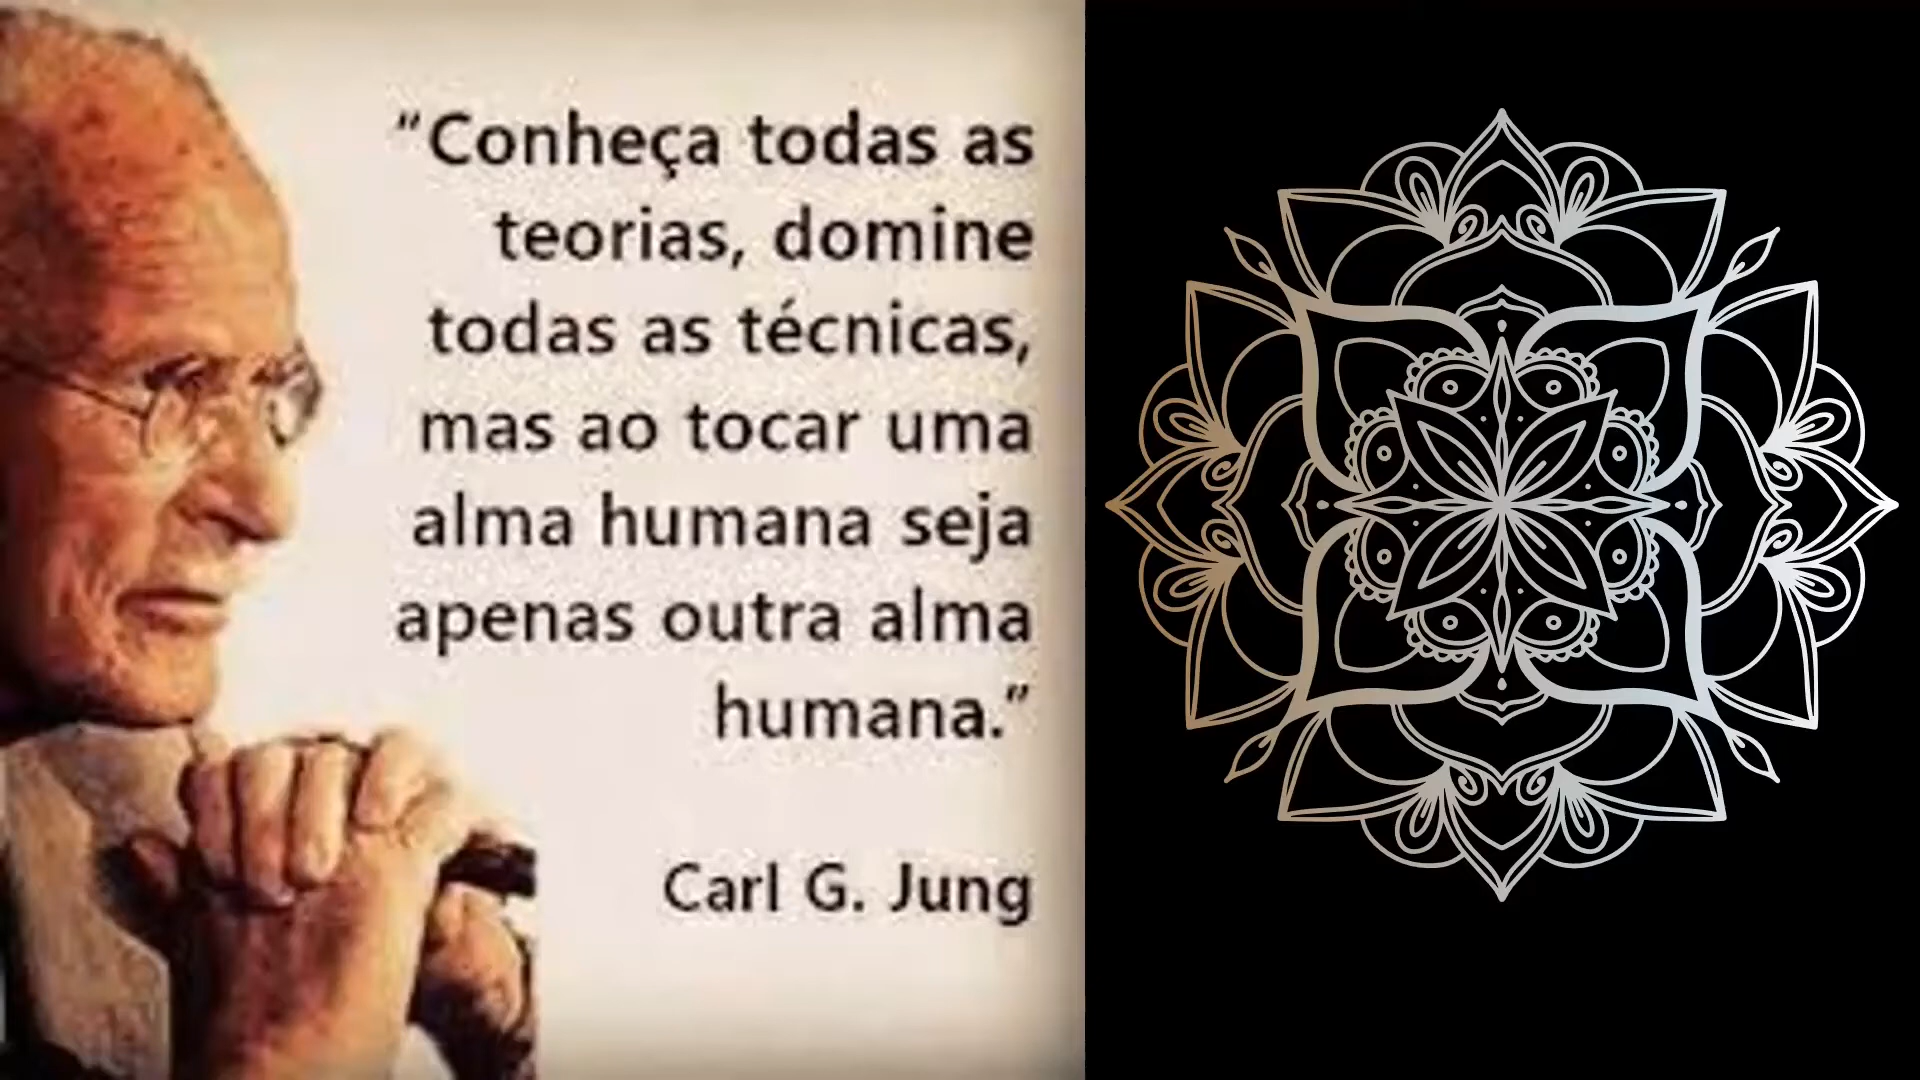 “Conheça todas as
teorias, domine
todas as técnicas,
mas ao tocar uma
alma humana seja
apenas outra alma
humana.”
Carl G. Jung